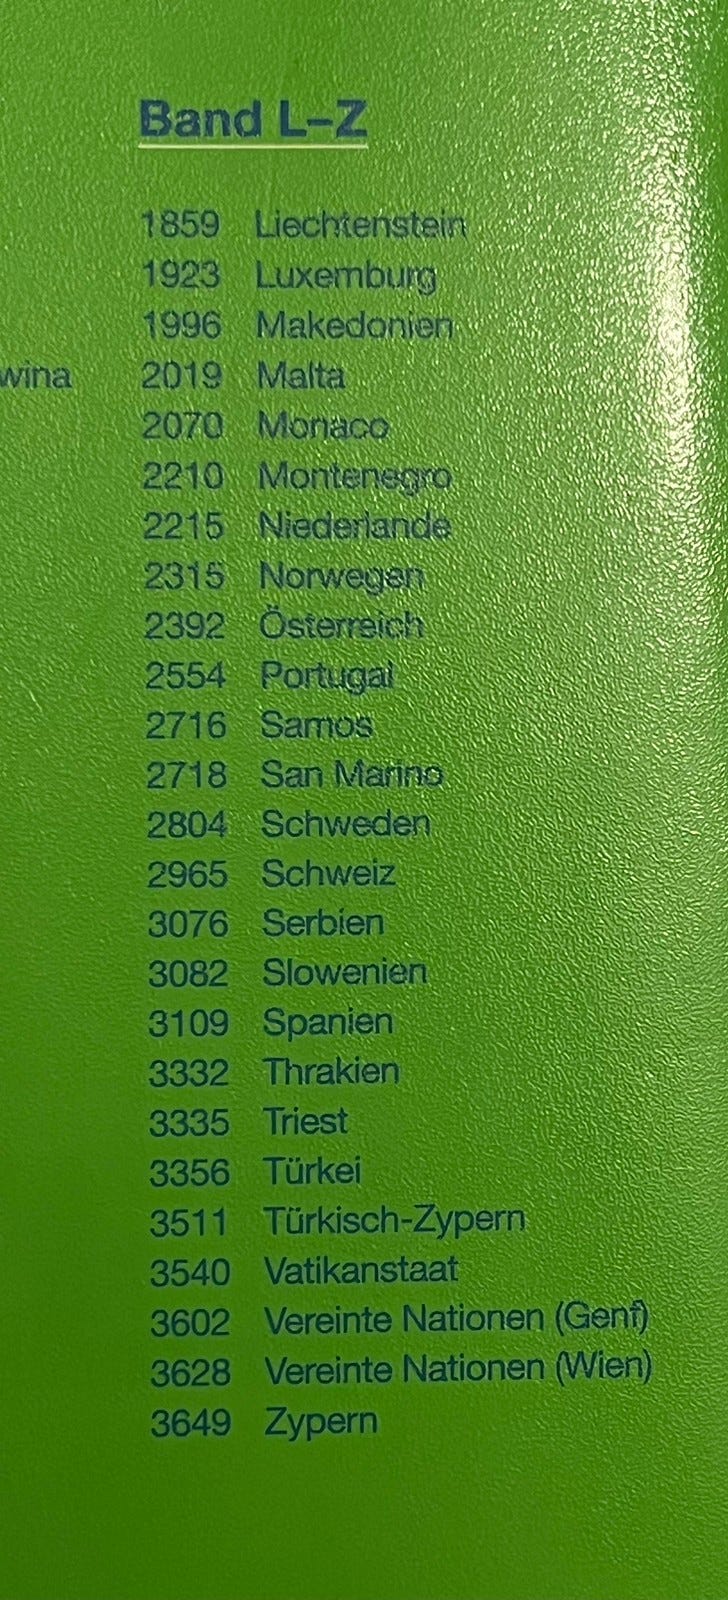 Band L–Z
1859 Liechtenstein
1923 Luxemburg
1996 Makedonien
wina
2019 Malta
2070 Monaco
2210 Montenegro
2215 Niederlande
2315 Norwegen
2392 Österreich
2554 Portugal
2716 Samos
2718 San Marino
2804 Schweden
2965 Schweiz
3076 Serbien
3082 Slowenien
3109 Spanien
3332 Thrakien
3335 Triest
3356 Türkei
3511 Türkisch-Zypern
3540 Vatikanstaat
3602 Vereinte Nationen (Genf)
3628 Vereinte Nationen (Wien)
3649 Zypern